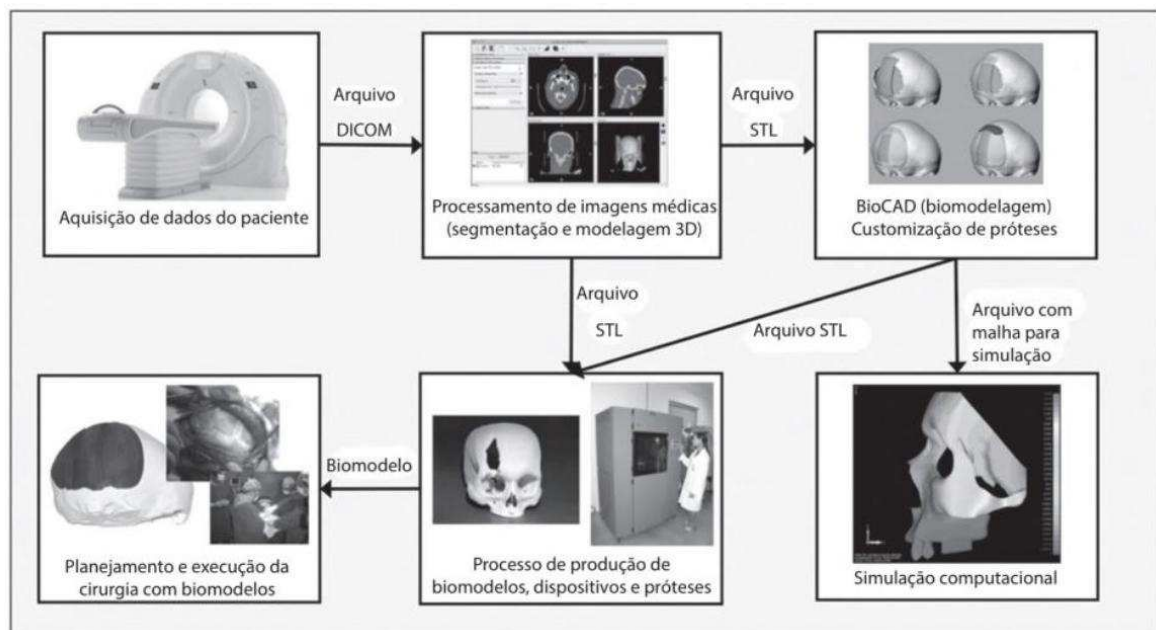 Aquisição de dados do paciente
Arquivo
DICOM
Processamento de imagens médicas
(segmentação e modelagem 3D)
Arquivo
STL
BioCAD (biomodelagem)
Customização de próteses
Arquivo
STL
Arquivo STL
Arquivo com
malha para
simulação
Planejamento e execução da
cirurgia com biomodelos
Biomodelo
Processo de produção de
biomodelos, dispositivos e próteses
Simulação computacional